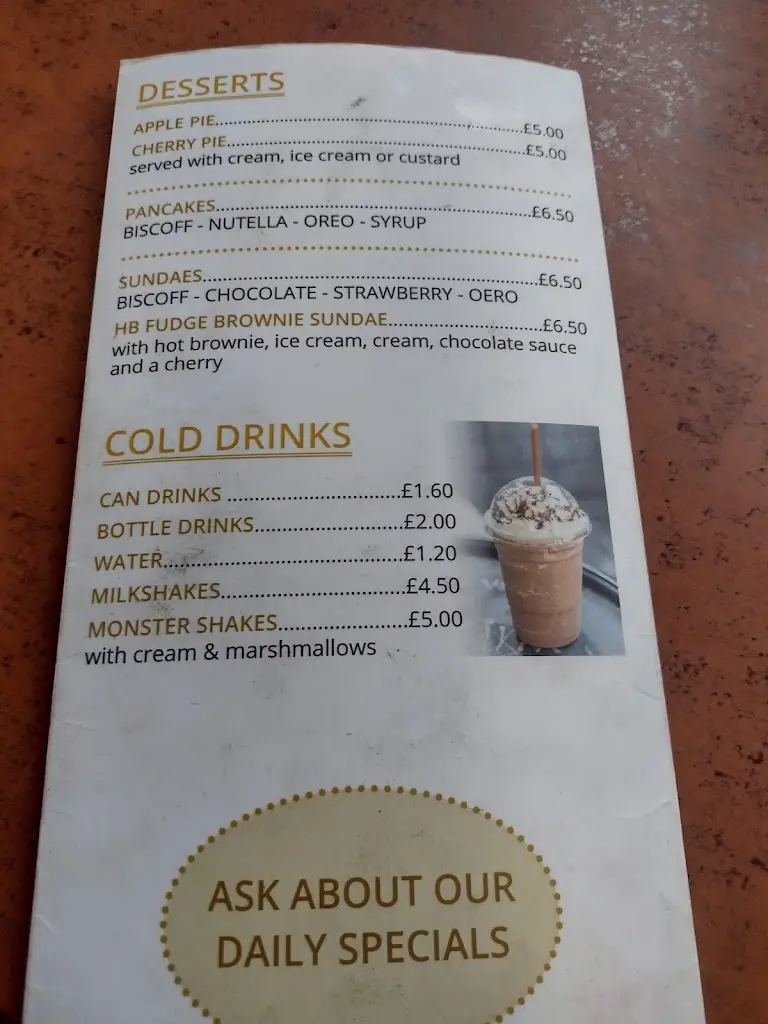 DESSERTS
APPLE PIE..........................................................£5.00
CHERRY PIE........................................................£5.00
served with cream, ice cream or custard
PANCAKES..........................................................£6.50
BISCOFF - NUTELLA - OREO - SYRUP
SUNDAES............................................................£6.50
BISCOFF - CHOCOLATE - STRAWBERRY - OERO
HB FUDGE BROWNIE SUNDAE............................£6.50
with hot brownie, ice cream, cream, chocolate sauce
and a cherry
COLD DRINKS
CAN DRINKS ..............................£1.60
BOTTLE DRINKS.........................£2.00
WATER........................................£1.20
MILKSHAKES...............................£4.50
MONSTER SHAKES......................£5.00
with cream & marshmallows
ASK ABOUT OUR
DAILY SPECIALS